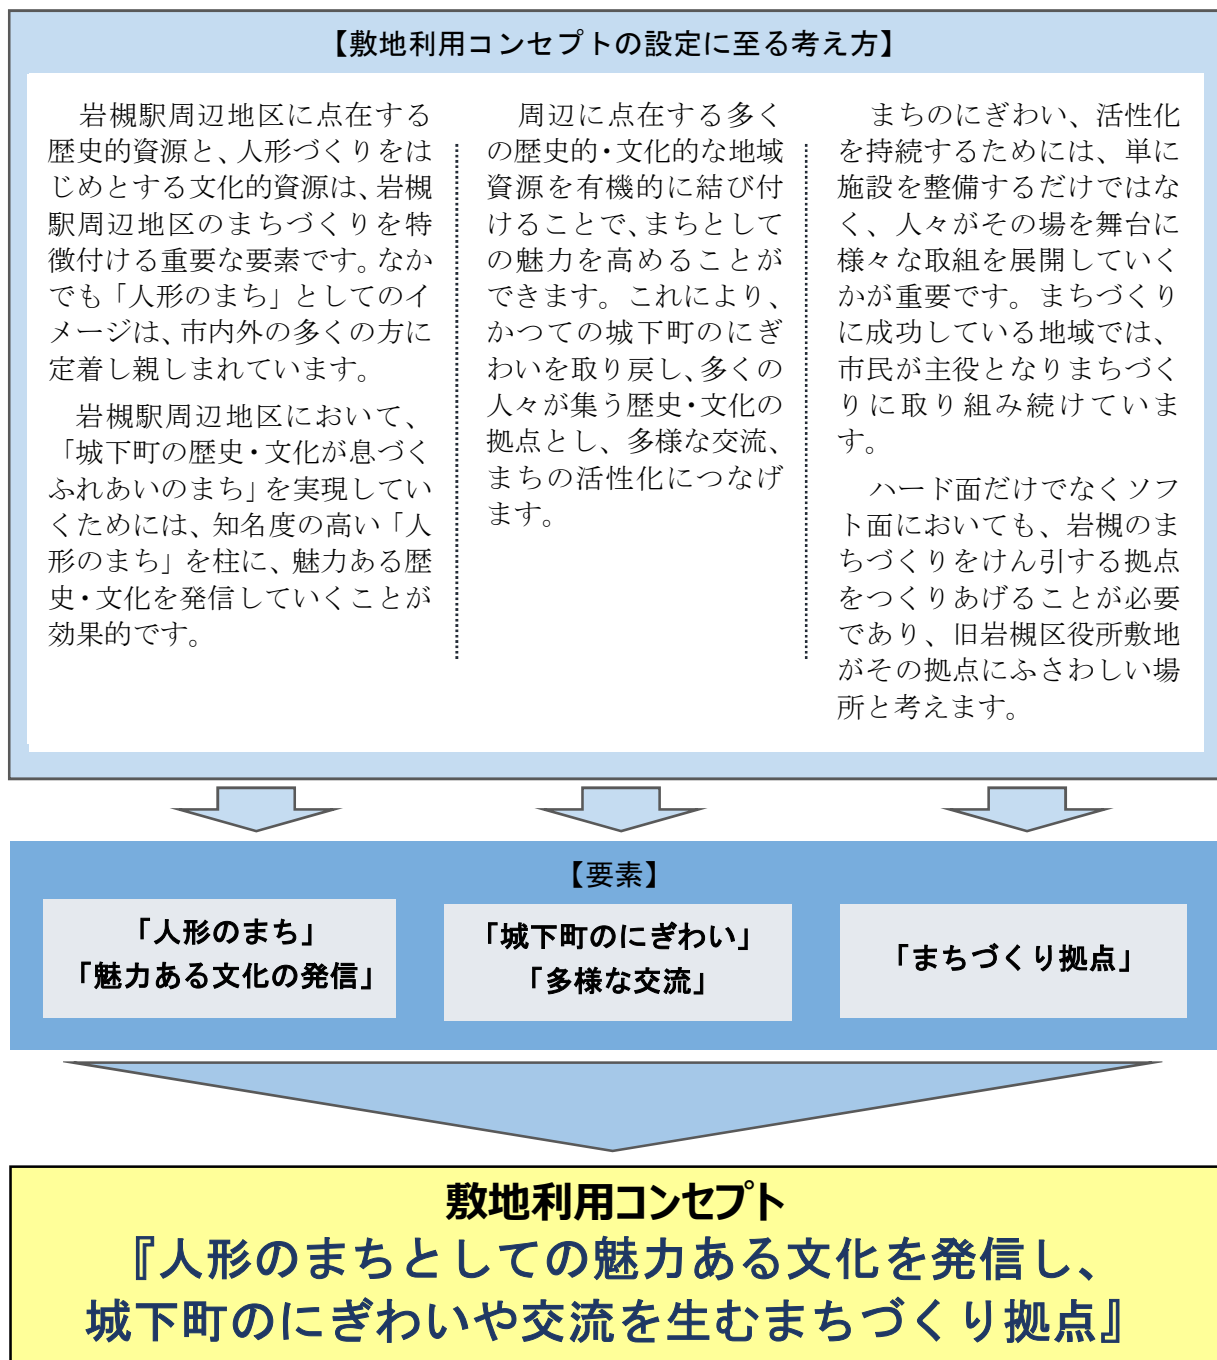 【敷地利用コンセプトの設定に至る考え方】
岩槻駅周辺地区に点在する
歴史的資源と、人形づくりをは
じめとする文化的資源は、岩槻
駅周辺地区のまちづくりを特
徴付ける重要な要素です。なか
でも「人形のまち」としてのイ
メージは、市内外の多くの方に
定着し親しまれています。
岩槻駅周辺地区において、
「城下町の歴史・文化が息づく
ふれあいのまち」を実現してい
くためには、知名度の高い「人
形のまち」を柱に、魅力ある歴
史・文化を発信していくことが
効果的です。
周辺に点在する多く
の歴史的・文化的な地域
資源を有機的に結び付
けることで、まちとして
の魅力を高めることが
できます。これにより、
かつての城下町のにぎ
わいを取り戻し、多くの
人々が集う歴史・文化の
拠点とし、多様な交流、
まちの活性化につなげ
ます。
まちのにぎわい、活性化
を持続するためには、単に
施設を整備するだけではな
く、人々がその場を舞台に
様々な取組を展開していく
かが重要です。まちづくり
に成功している地域では、
市民が主役となりまちづく
りに取り組み続けていま
す。
ハード面だけでなくソフ
ト面においても、岩槻のま
ちづくりをけん引する拠点
をつくりあげることが必要
であり、旧岩槻区役所敷地
がその拠点にふさわしい場
所と考えます。
【要素】
「人形のまち」
「魅力ある文化の発信」
「城下町のにぎわい」
「多様な交流」
「まちづくり拠点」
敷地利用コンセプト
『人形のまちとしての魅力ある文化を発信し、
城下町のにぎわいや交流を生むまちづくり拠点』